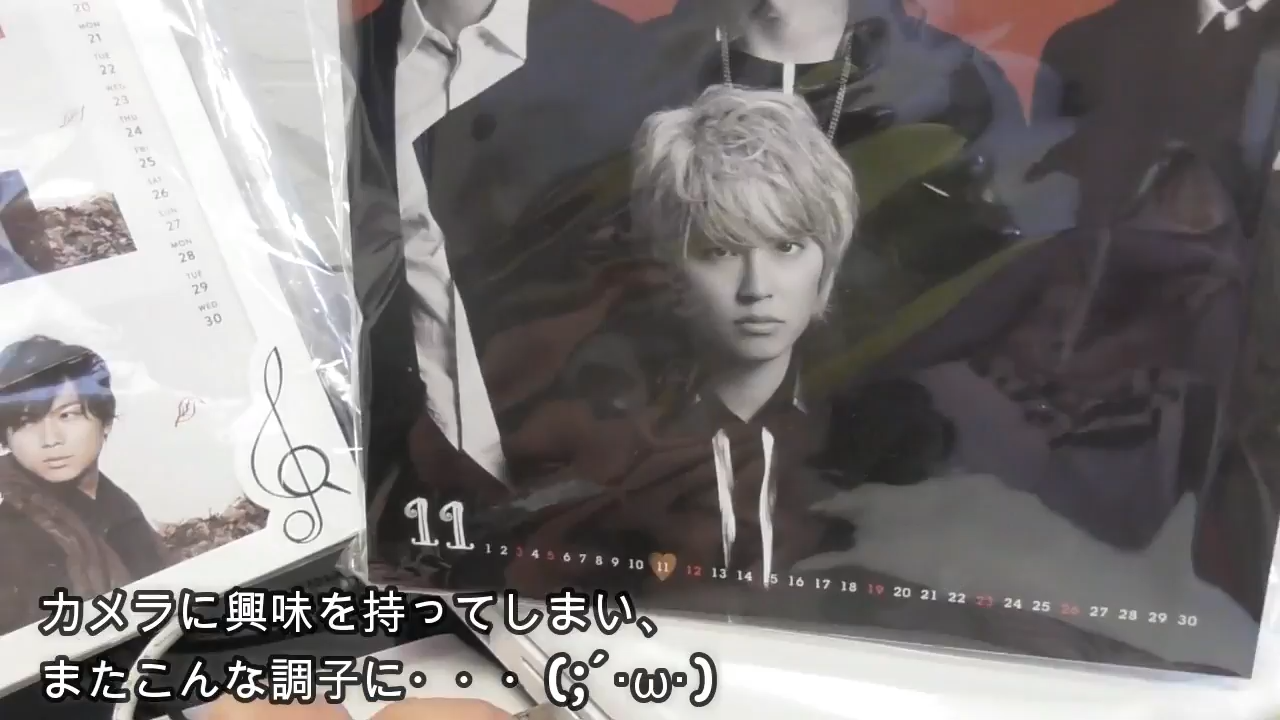 20
MON
21
TUE
22
WED
23
THU
24
FRI
25
SAT
26
SUN
27
MON
28
TUE
29
WED
30
11
1 2 3 4 5 6 7 8 9 10 11 12 13 14 15 16 17 18 19 20 21 22 23 24 25 26 27 28 29 30
カメラに興味を持ってしまい、
またこんな調子に・・・(;´･ω･)